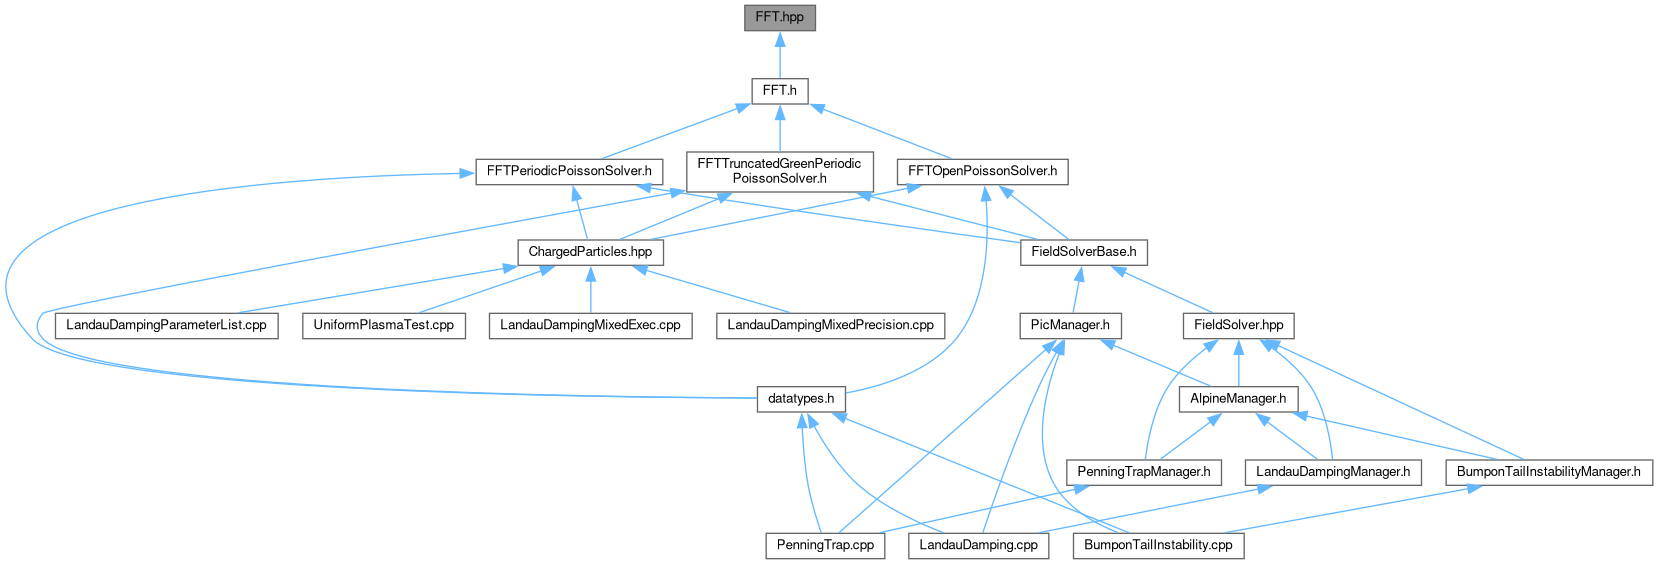 FFT.hpp
FFT.h
FFTPeriodicPoissonSolver.h
FFTTruncatedGreenPeriodic
PoissonSolver.h
FFTOpenPoissonSolver.h
ChargedParticles.hpp
FieldSolverBase.h
LandauDampingParameterList.cpp
UniformPlasmaTest.cpp
LandauDampingMixedExec.cpp
LandauDampingMixedPrecision.cpp
PicManager.h
FieldSolver.hpp
datatypes.h
AlpineManager.h
PenningTrapManager.h
LandauDampingManager.h
BumponTailInstabilityManager.h
PenningTrap.cpp
LandauDamping.cpp
BumponTailInstability.cpp